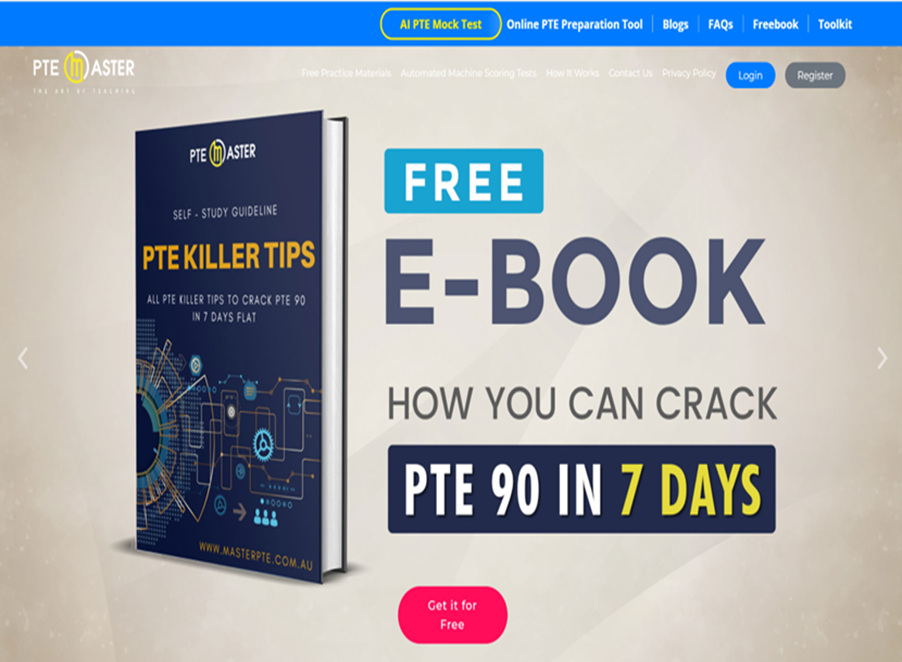 AI PTE Mock Test Online PTE Preparation Tool Blogs FAQs Freebook Toolkit
PTE MASTER
THE ART OF TEACHING
Free Practice Materials Automated Machine Scoring Tests How It Works Contact Us Privacy Policy Login Register
PTE MASTER
SELF - STUDY GUIDELINE
PTE KILLER TIPS
ALL PTE KILLER TIPS TO CRACK PTE 90
IN 7 DAYS FLAT
WWW.MASTERPTE.COM.AU
FREE
E-BOOK
HOW YOU CAN CRACK
PTE 90 IN 7 DAYS
Get it for
Free